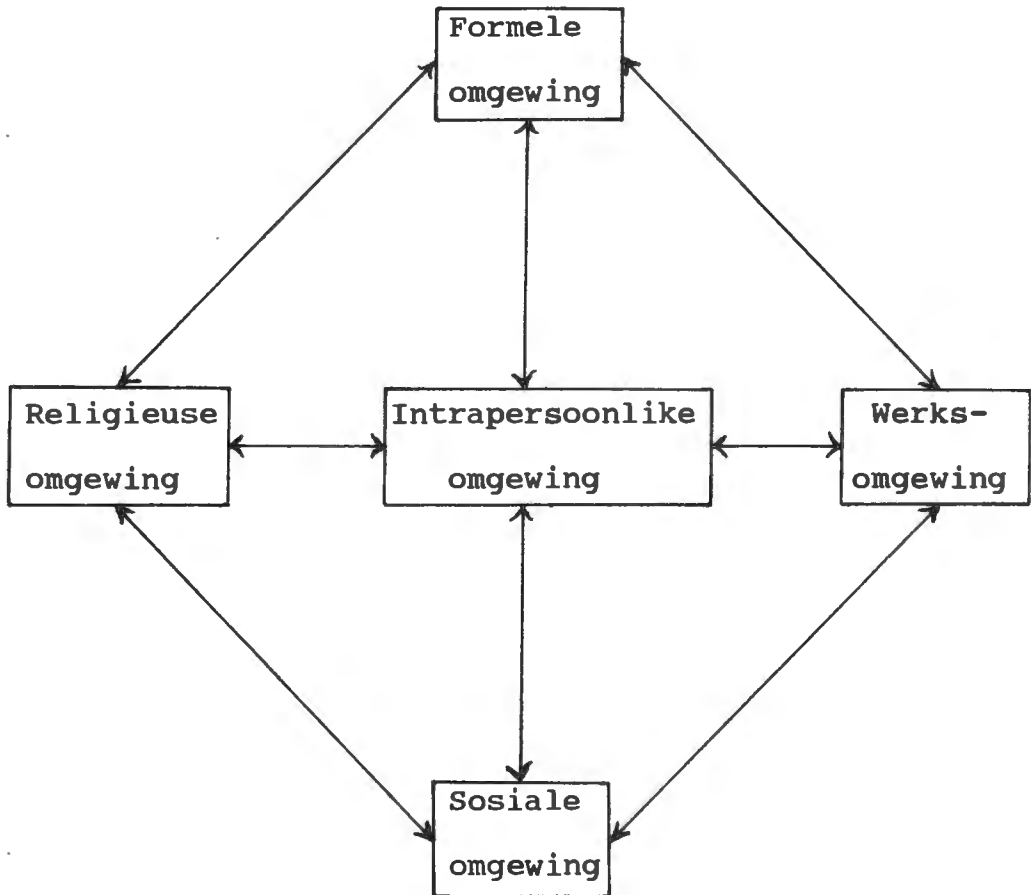 Formele
omgewing
Religieuse
omgewing
Intrapersoonlike
omgewing
Werks-
omgewing
Sosiale
omgewing